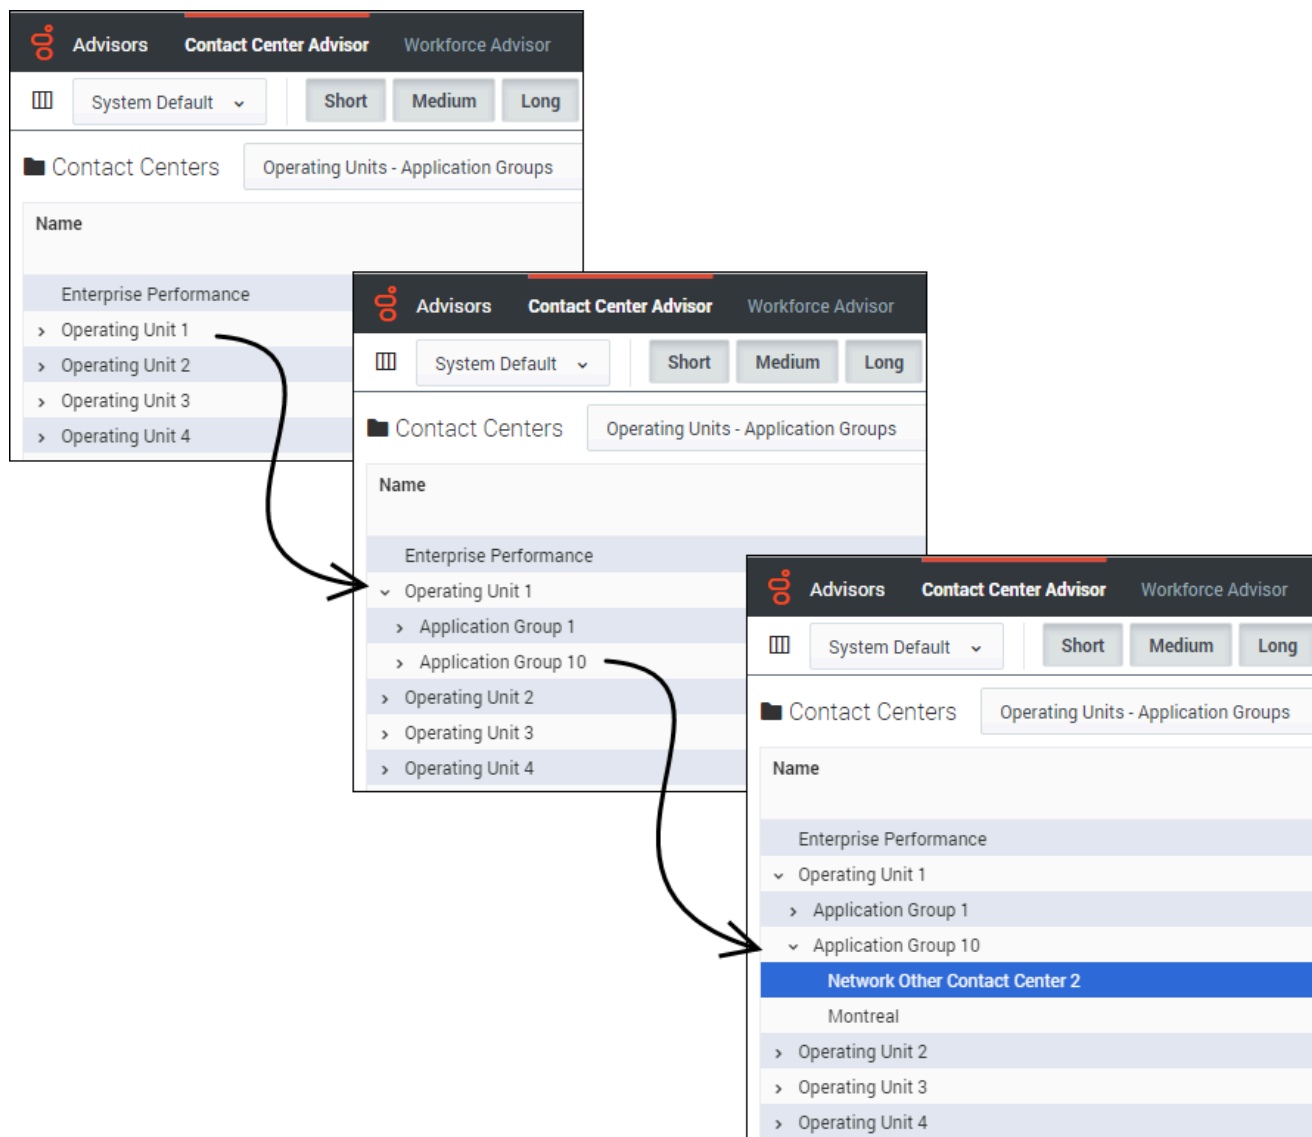 Advisors Contact Center Advisor Workforce Advisor
System Default Short Medium Long
Contact Centers Operating Units - Application Groups
Name
Enterprise Performance
Operating Unit 1
Operating Unit 2
Operating Unit 3
Operating Unit 4
Advisors Contact Center Advisor Workforce Advisor
System Default Short Medium Long
Contact Centers Operating Units - Application Groups
Name
Enterprise Performance
Operating Unit 1
Application Group 1
Application Group 10
Operating Unit 2
Operating Unit 3
Operating Unit 4
Advisors Contact Center Advisor Workforce Advisor
System Default Short Medium Long
Contact Centers Operating Units - Application Groups
Name
Enterprise Performance
Operating Unit 1
Application Group 1
Application Group 10
Network Other Contact Center 2
Montreal
Operating Unit 2
Operating Unit 3
Operating Unit 4